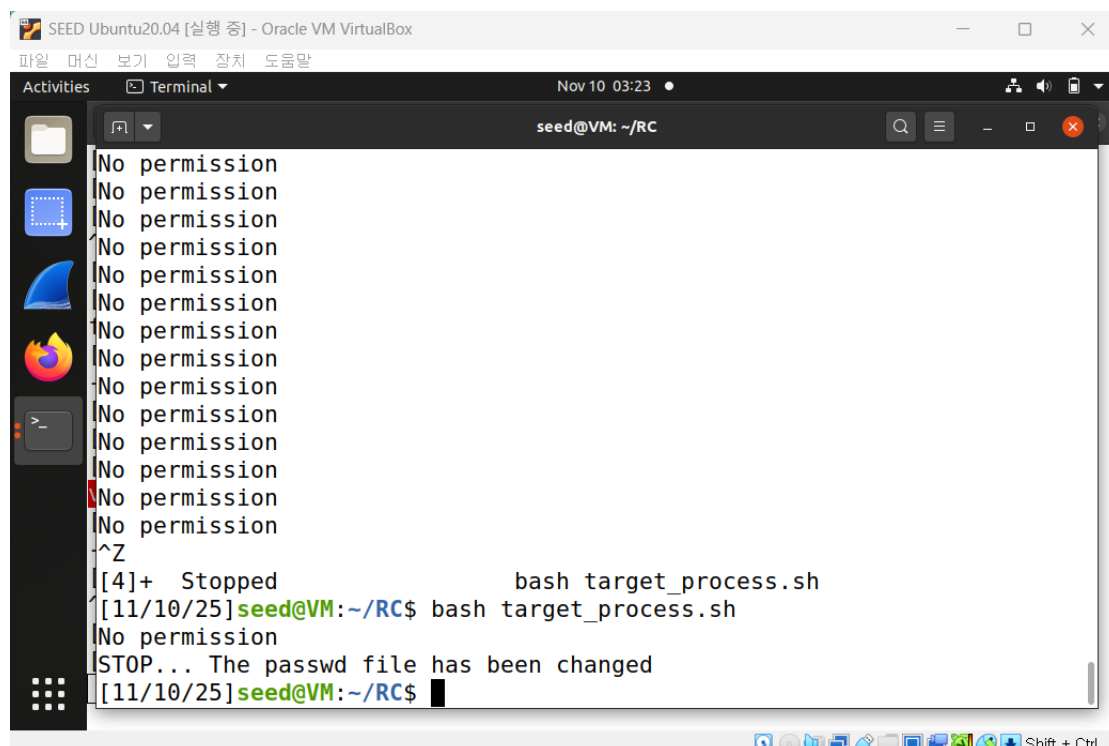 SEED Ubuntu20.04 [실행 중] - Oracle VM VirtualBox
파일 머신 보기 입력 장치 도움말
Activities Terminal Nov 10 03:23
seed@VM: ~/RC
No permission
No permission
No permission
No permission
No permission
No permission
No permission
No permission
No permission
No permission
No permission
No permission
No permission
No permission
^Z
[4]+ Stopped bash target_process.sh
[11/10/25]seed@VM:~/RC$ bash target_process.sh
No permission
STOP... The passwd file has been changed
[11/10/25]seed@VM:~/RC$
Shift + Ctrl